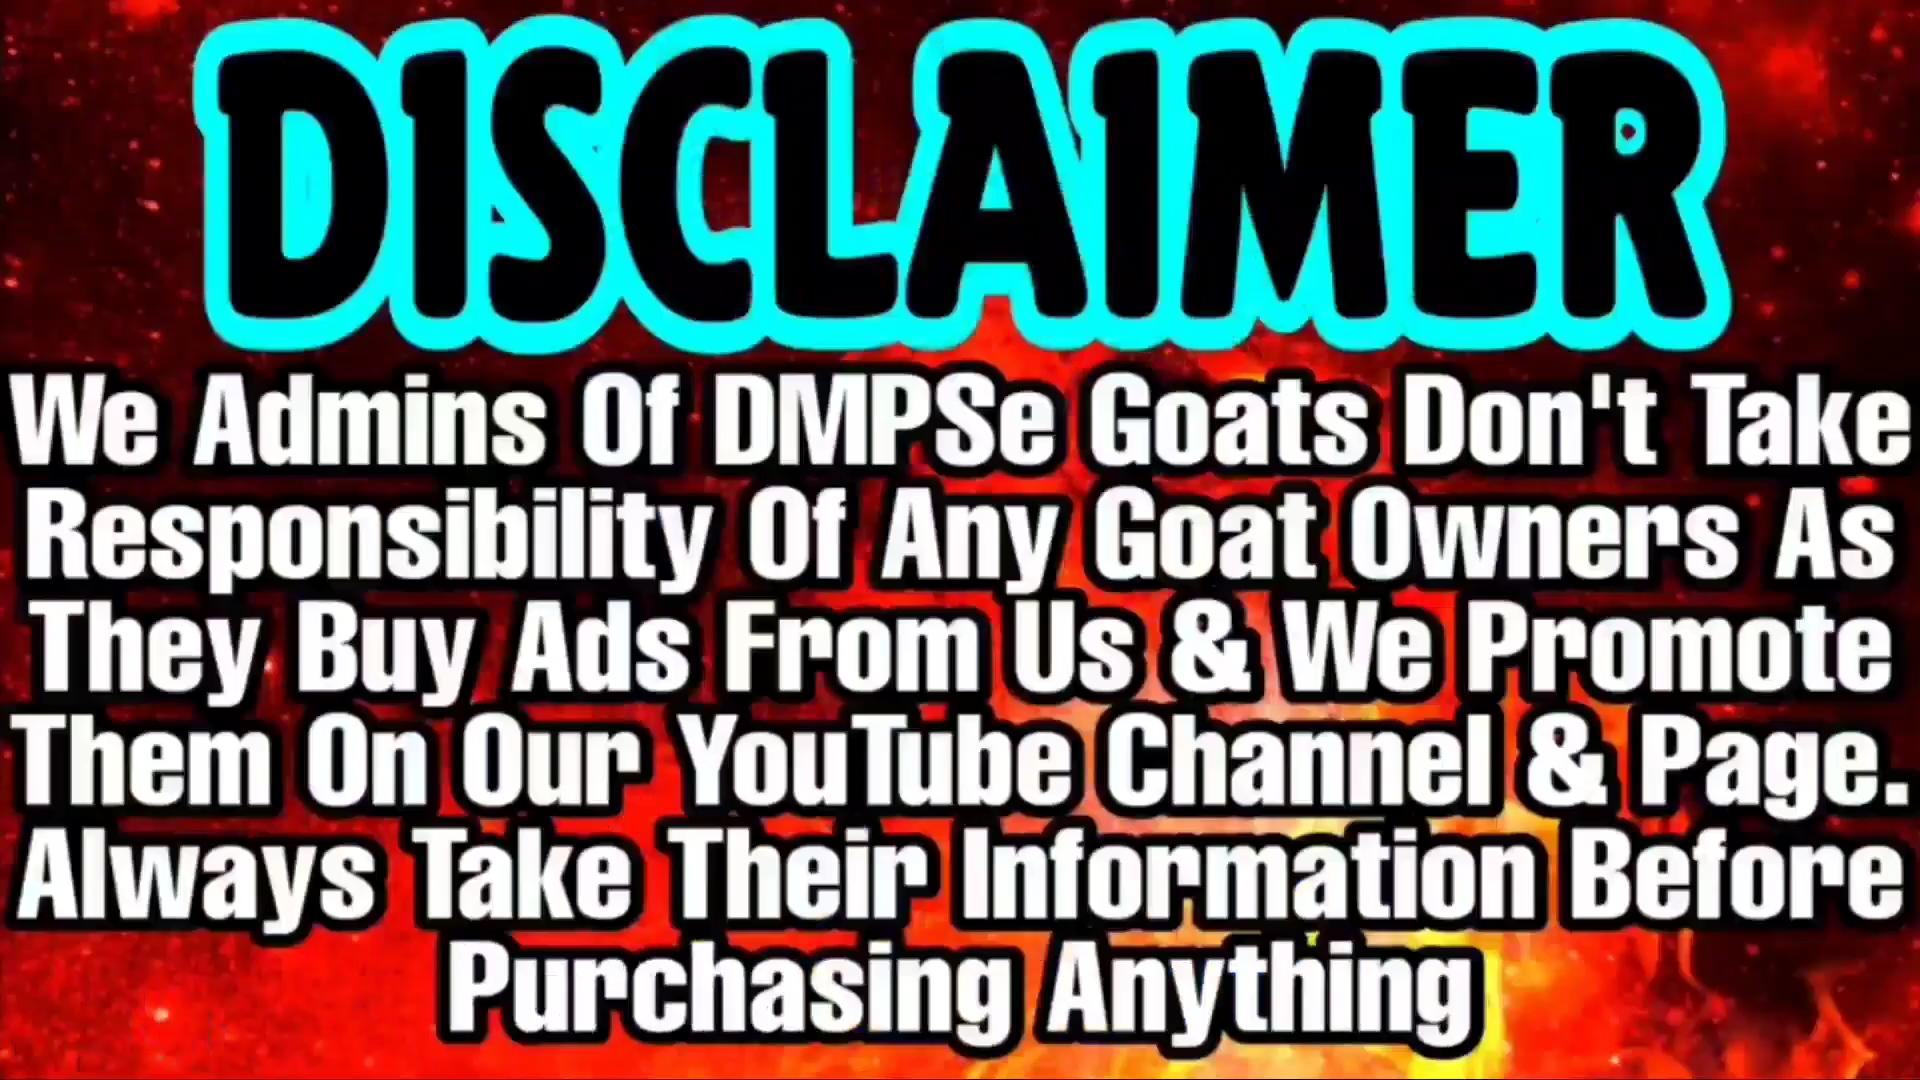 DISCLAIMER
We Admins Of DMPSe Goats Don't Take
Responsibility Of Any Goat Owners As
They Buy Ads From Us & We Promote
Them On Our YouTube Channel & Page.
Always Take Their Information Before
Purchasing Anything